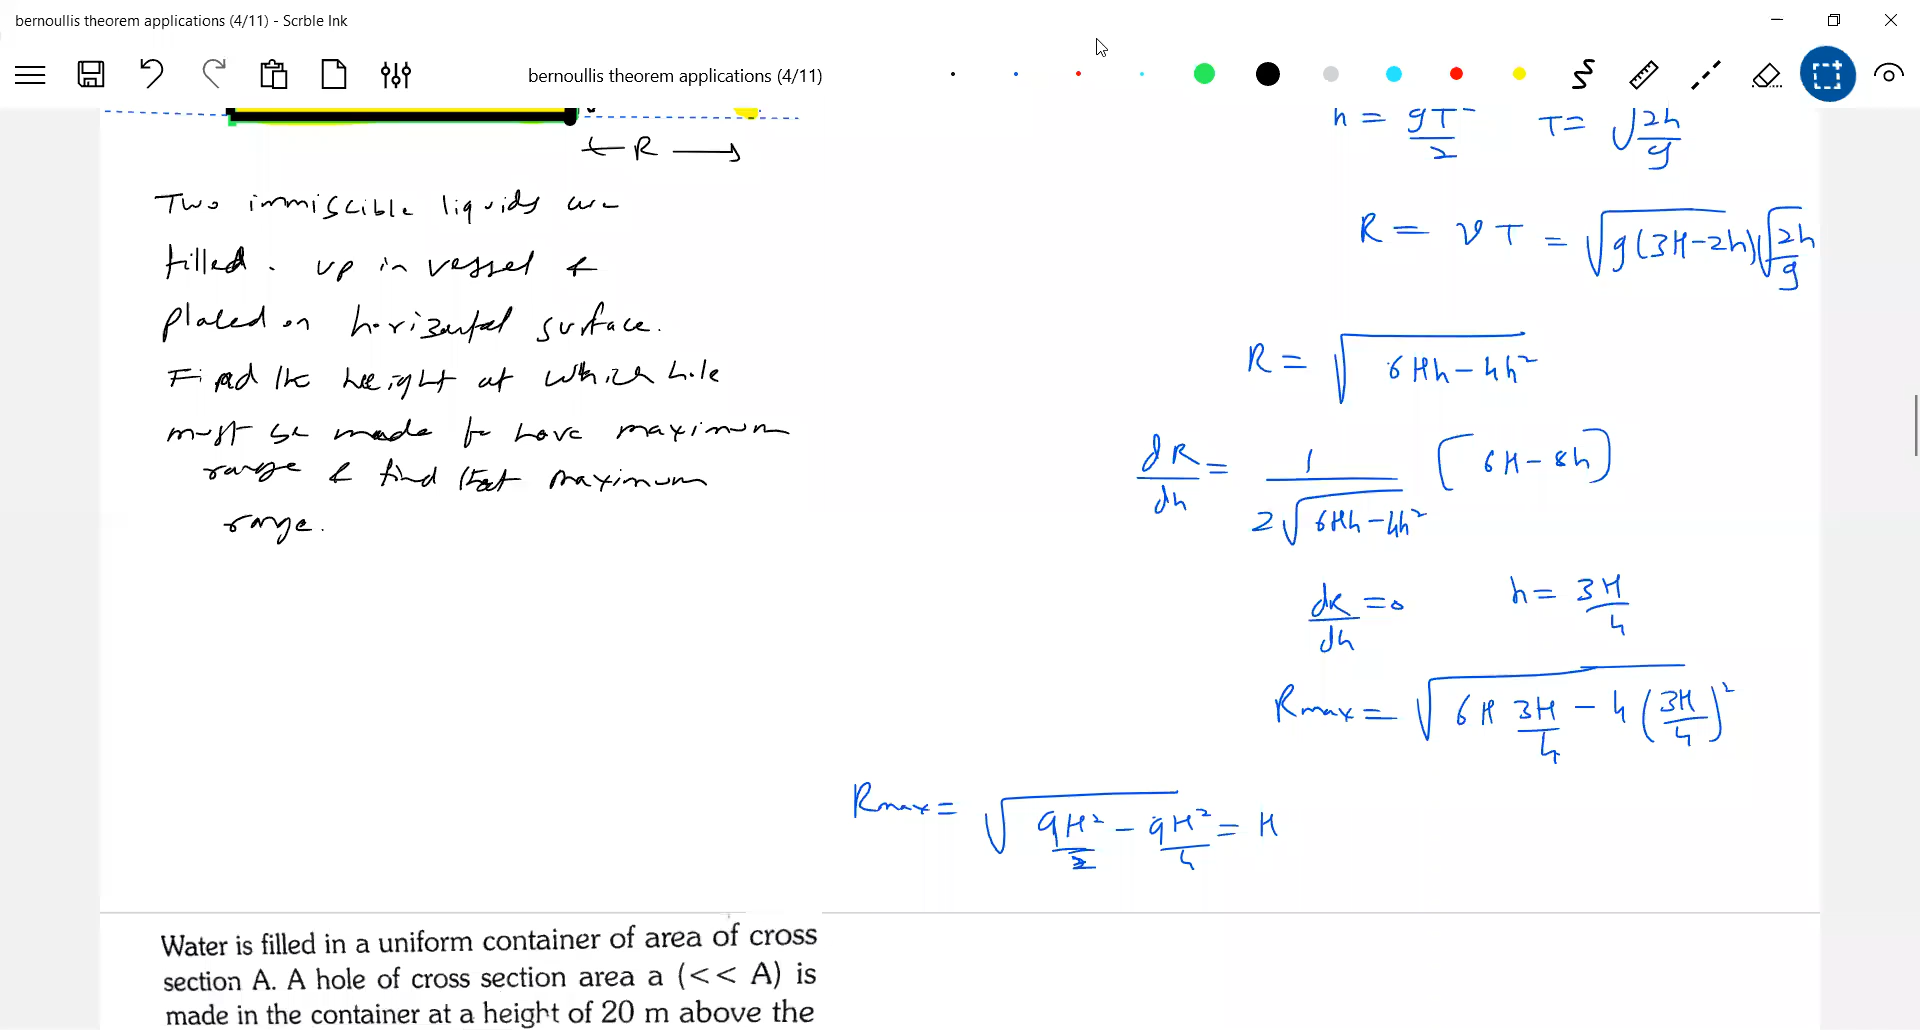 bernoullis theorem applications (4/11) - Scrble Ink
bernoullis theorem applications (4/11)
h = gT²/2 T = √(2h/g)
← R →
R = vT = √(g(3H-2h)) √(2h/g)
Two immiscible liquids are
filled. up in vessel &
placed on horizontal surface.
Find the height at which hole
must be made to have maximum
range & find that maximum
range.
R = √(6Hh - 4h²)
dR/dh = 1/(2√(6Hh - 4h²)) [6H - 8h]
dR/dh = 0 h = 3H/4
Rmax = √(6H 3H/4 - 4(3H/4)²)
Rmax = √(9H²/2 - 9H²/4) = H
Water is filled in a uniform container of area of cross
section A. A hole of cross section area a (<< A) is
made in the container at a height of 20 m above the